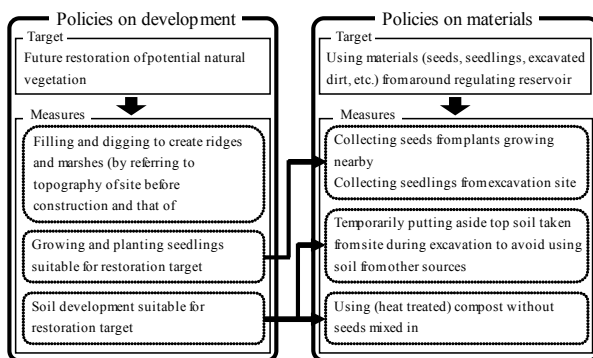 Policies on development
Target
Future restoration of potential natural
vegetation
Measures
Filling and digging to create ridges
and marshes (by referring to
topography of site before
construction and that of
Growing and planting seedlings
suitable for restoration target
Soil development suitable for
restoration target
Policies on materials
Target
Using materials (seeds, seedlings, excavated
dirt, etc.) from around regulating reservoir
Measures
Collecting seeds from plants growing
nearby
Collecting seedlings from excavation site
Temporarily putting aside top soil taken
from site during excavation to avoid using
soil from other sources
Using (heat treated) compost without
seeds mixed in